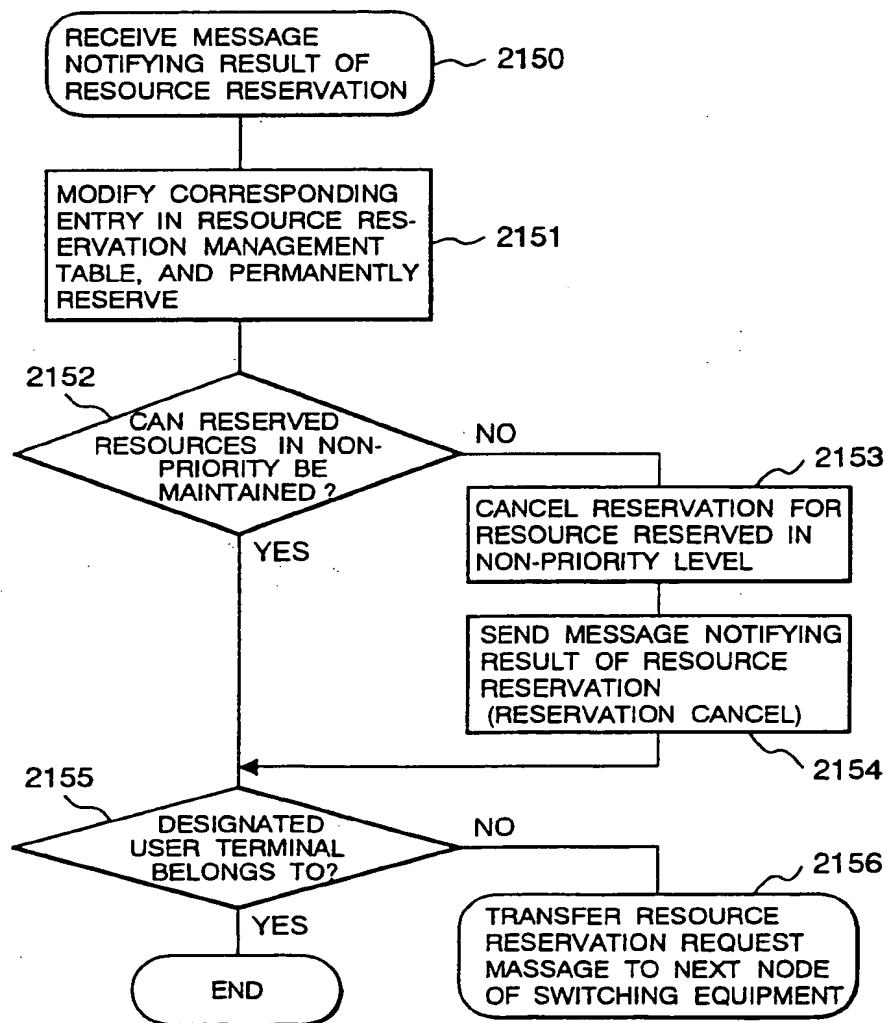 RECEIVE MESSAGE
NOTIFYING RESULT OF
RESOURCE RESERVATION
2150
MODIFY CORRESPONDING
ENTRY IN RESOURCE RES-
ERVATION MANAGEMENT
TABLE, AND PERMANENTLY
RESERVE
2151
2152
CAN RESERVED
RESOURCES IN NON-
PRIORITY BE
MAINTAINED ?
NO
YES
2153
CANCEL RESERVATION FOR
RESOURCE RESERVED IN
NON-PRIORITY LEVEL
SEND MESSAGE NOTIFYING
RESULT OF RESOURCE
RESERVATION
(RESERVATION CANCEL)
2154
2155
DESIGNATED
USER TERMINAL
BELONGS TO?
NO
YES
2156
TRANSFER RESOURCE
RESERVATION REQUEST
MASSAGE TO NEXT NODE
OF SWITCHING EQUIPMENT
END